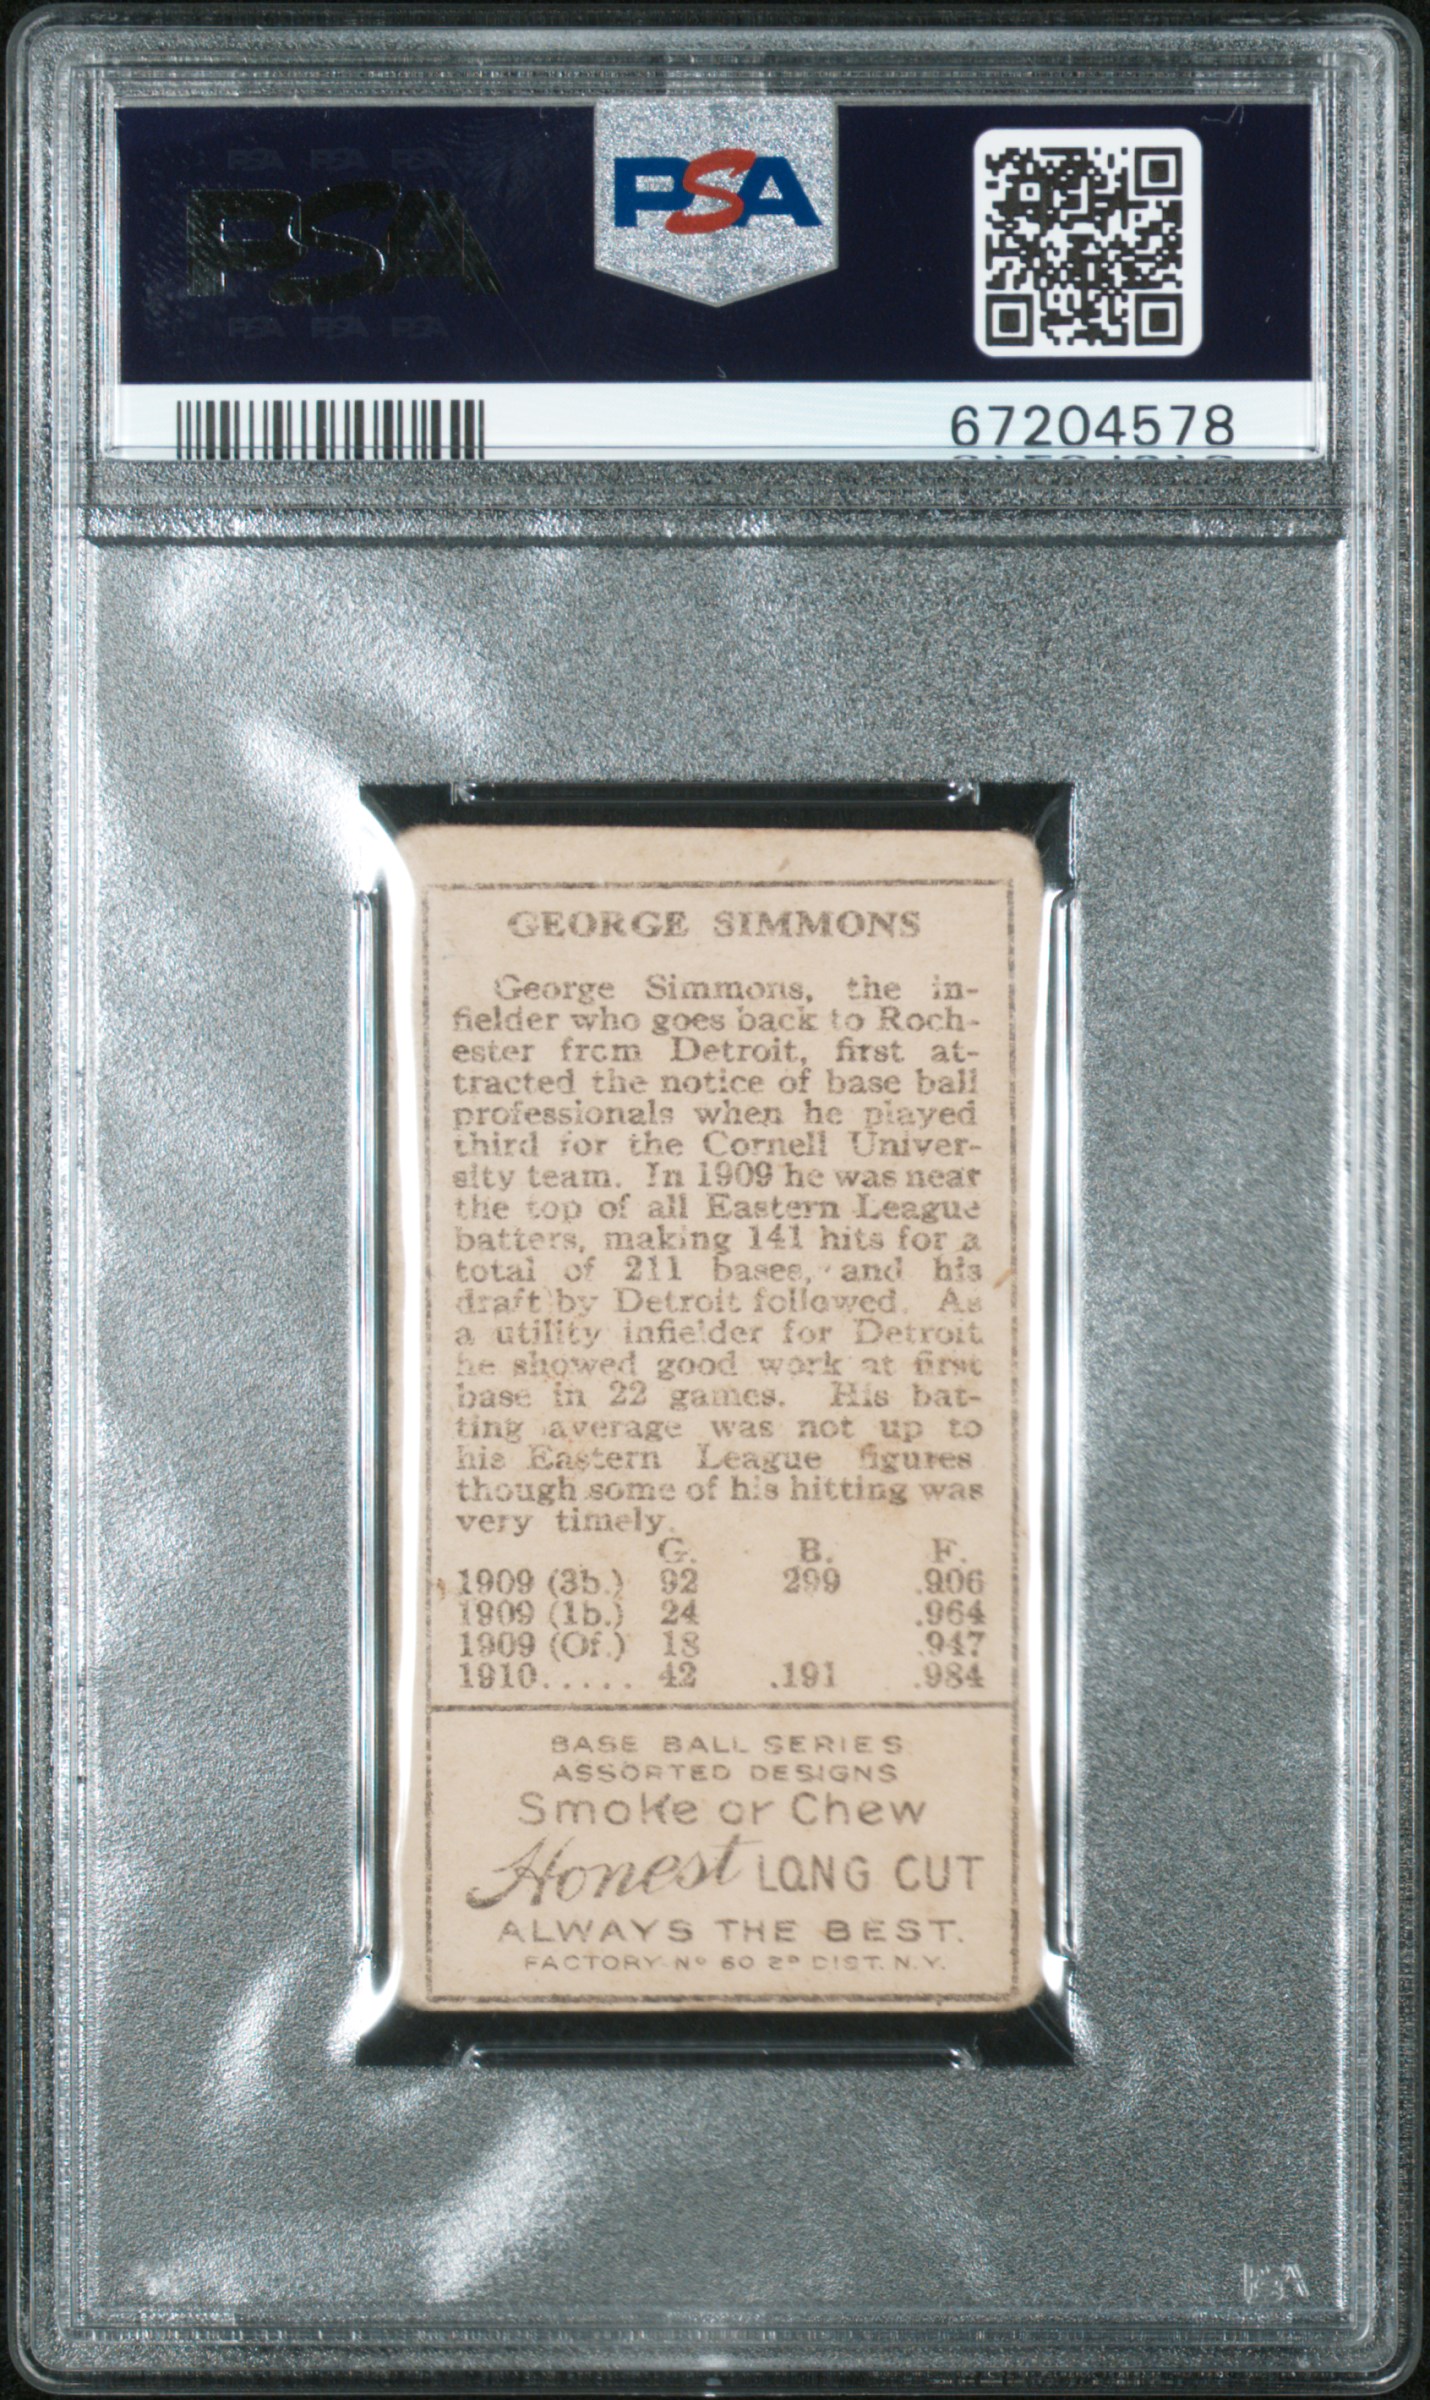 PSA PSA PSA
PSA
PSA PSA PSA
PSA
67204578
GEORGE SIMMONS
George Simmons, the in-
fielder who goes back to Roch-
ester from Detroit, first at-
tracted the notice of base ball
professionals when he played
third for the Cornell Univer-
sity team. In 1909 he was near
the top of all Eastern League
batters, making 141 hits for a
total of 211 bases, and his
draft by Detroit followed. As
a utility infielder for Detroit
he showed good work at first
base in 22 games. His bat-
ting average was not up to
his Eastern League figures
though some of his hitting was
very timely.
G. B. F.
1909 (3b.) 92 299 .906
1909 (1b.) 24 .964
1909 (Of.) 18 .947
1910..... 42 .191 .984
BASE BALL SERIES
ASSORTED DESIGNS
Smoke or Chew
Honest LONG CUT
ALWAYS THE BEST.
FACTORY Nº 60 2D DIST. N.Y.
PSA